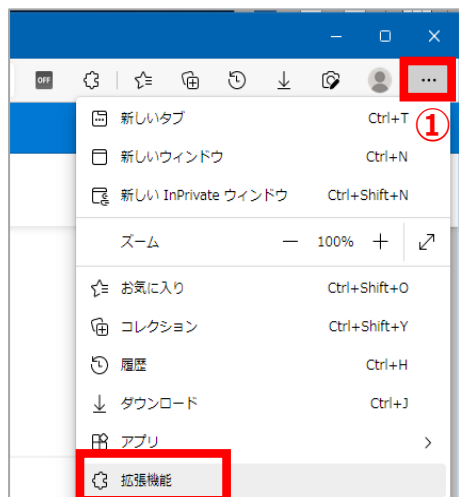 OFF
①
新しいタブ Ctrl+T
新しいウィンドウ Ctrl+N
新しい InPrivate ウィンドウ Ctrl+Shift+N
ズーム 100%
お気に入り Ctrl+Shift+O
コレクション Ctrl+Shift+Y
履歴 Ctrl+H
ダウンロード Ctrl+J
アプリ
拡張機能